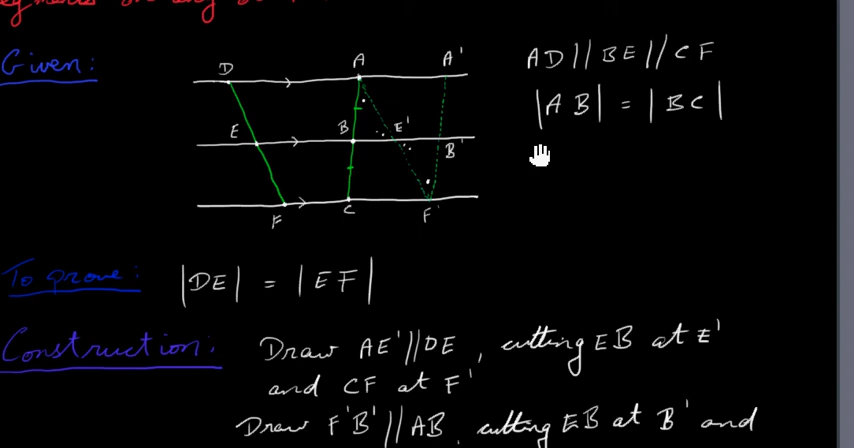 Given:
D A A'
AD//BE//CF
|AB| = |BC|
E B E' B'
F C F'
To prove: |DE| = |EF|
Construction: Draw AE'//DE, cutting EB at E'
and CF at F'
Draw F'B'//AB, cutting EB at B' and